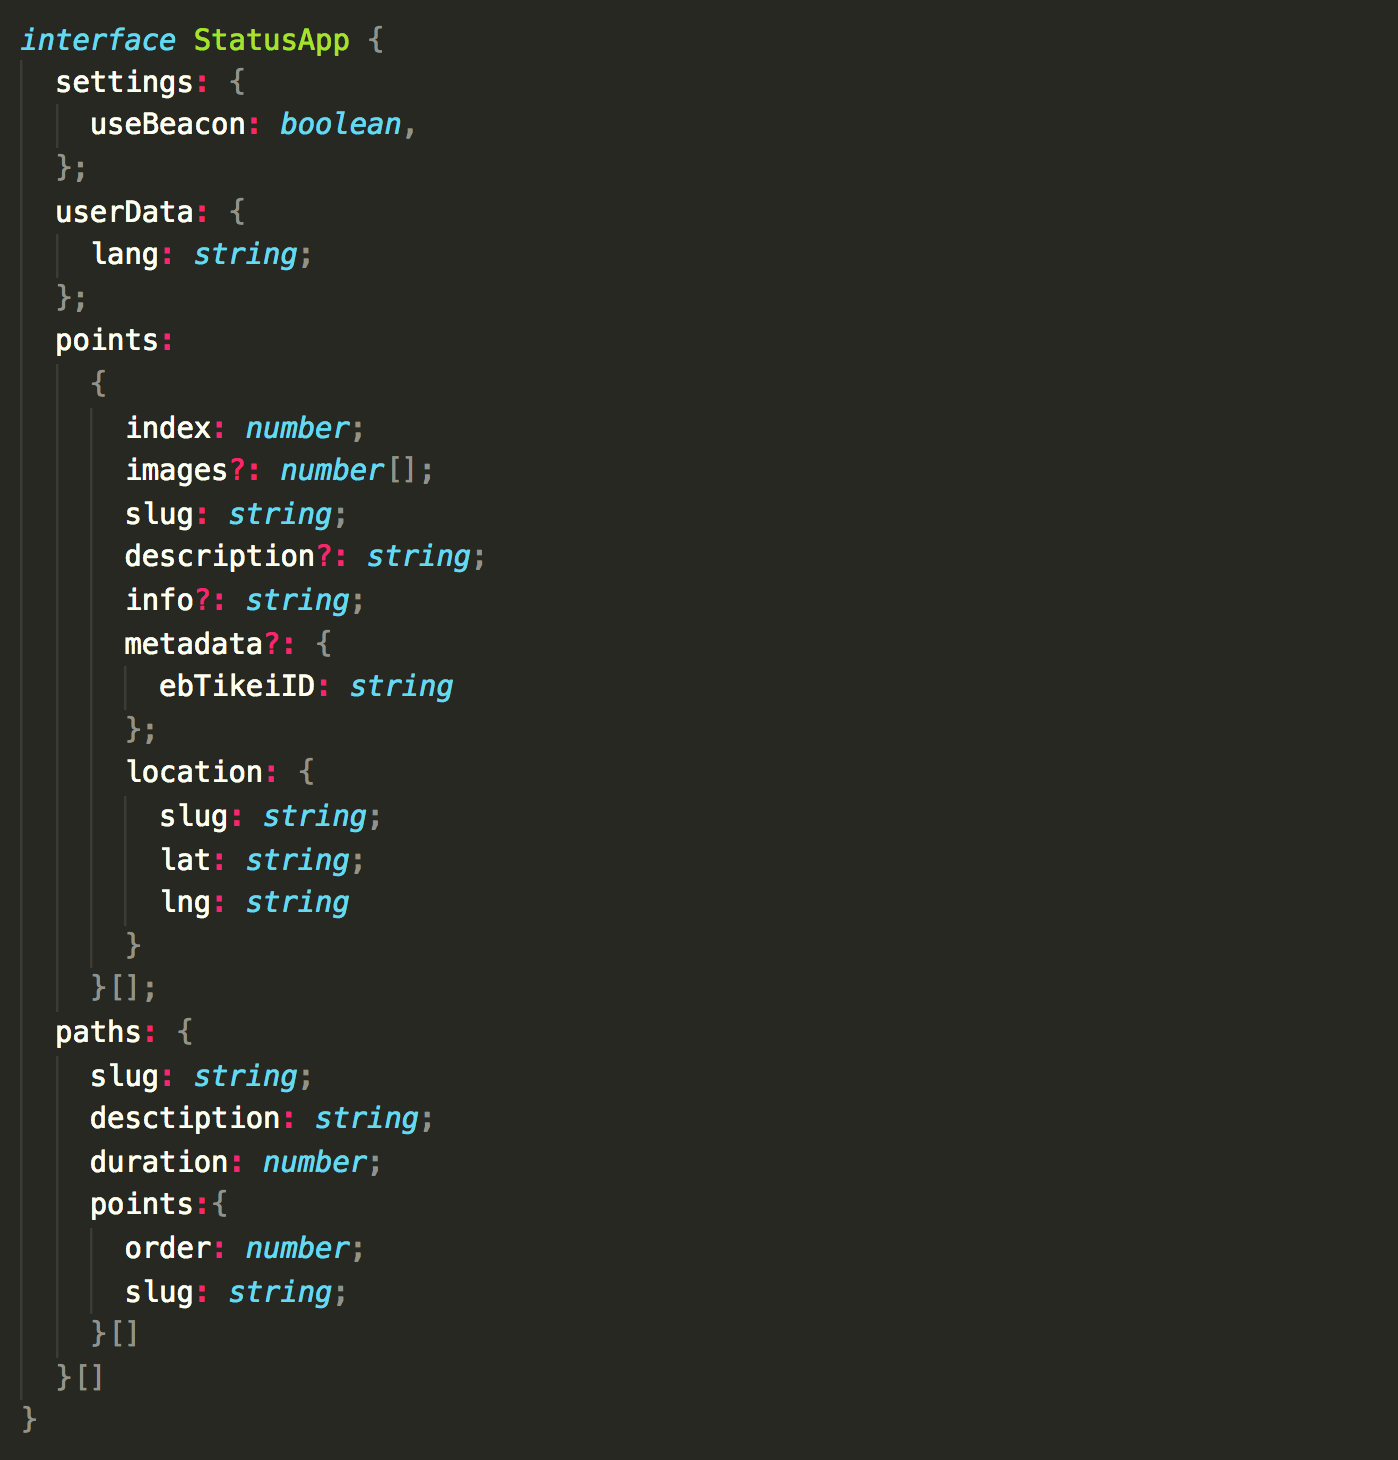 interface StatusApp {
settings: {
useBeacon: boolean,
};
userData: {
lang: string;
};
points:
{
index: number;
images?: number[];
slug: string;
description?: string;
info?: string;
metadata?: {
ebTikeiID: string
};
location: {
slug: string;
lat: string;
lng: string
}
}[];
paths: {
slug: string;
desctiption: string;
duration: number;
points:{
order: number;
slug: string;
}[]
}[]
}